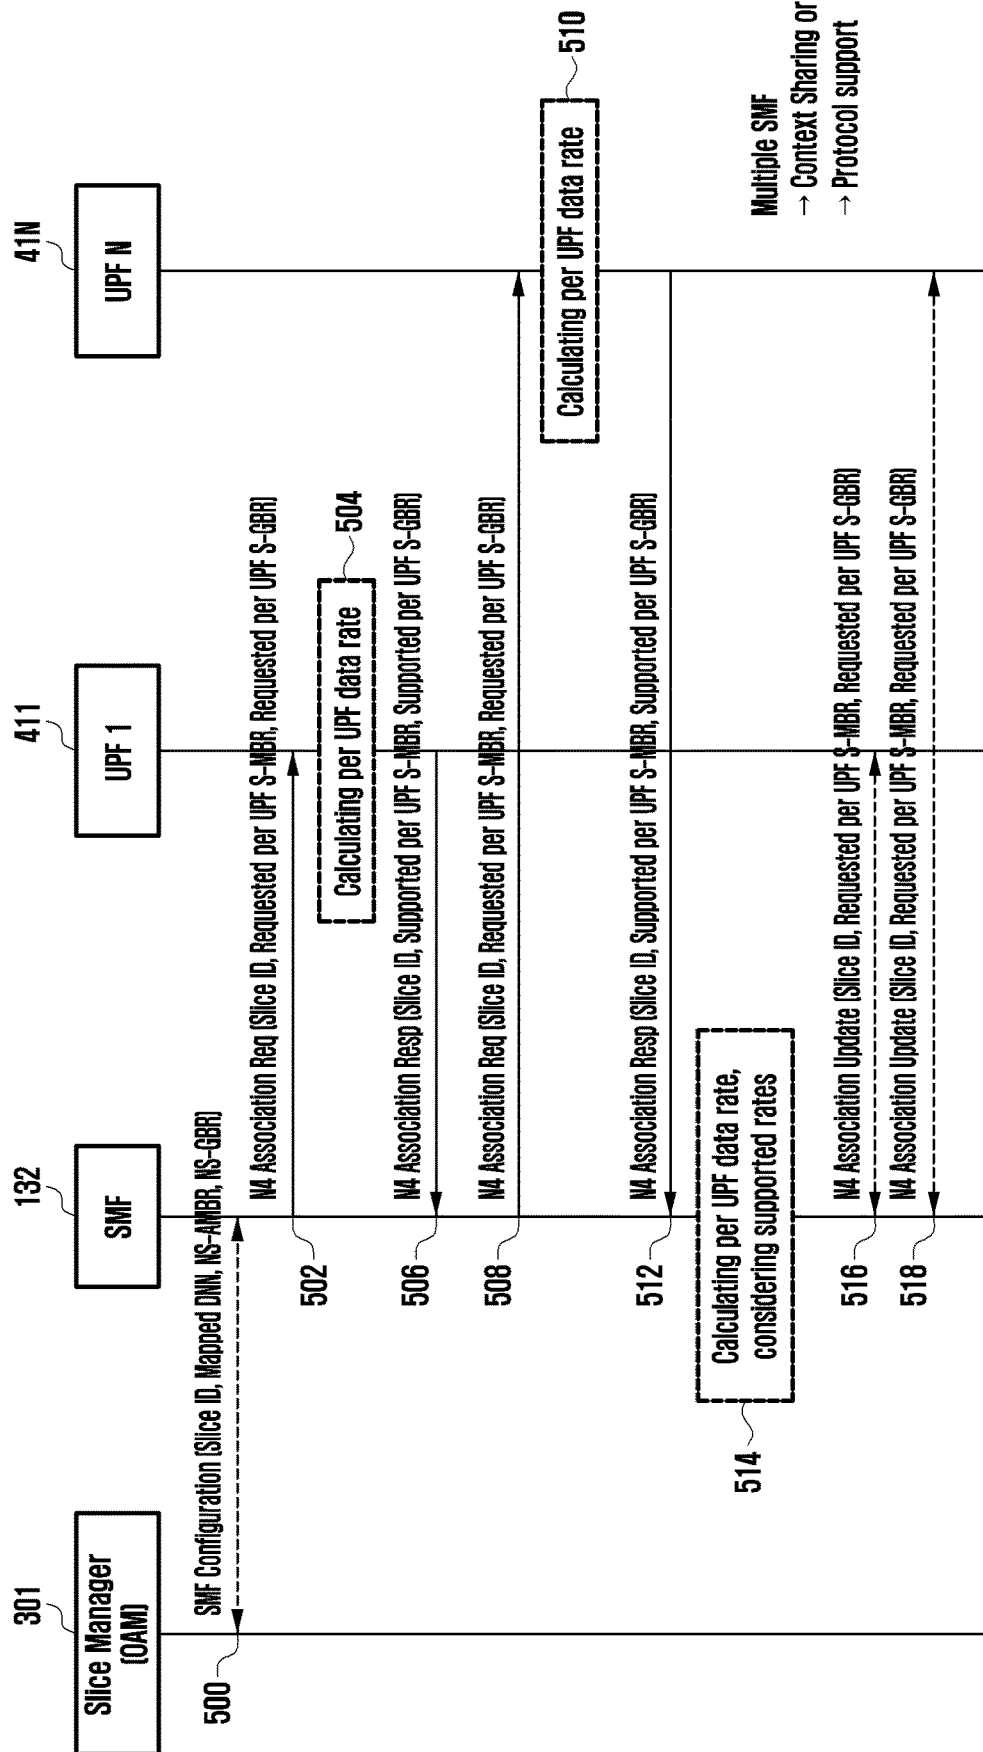 301
132
411
41N
Slice Manager
(OAM)
SMF
UPF 1
UPF N
SMF Configuration (Slice ID, Mapped DNN, NS-AMBR, NS-GBR)
500
N4 Association Req (Slice ID, Requested per UPF S-MBR, Requested per UPF S-GBR)
502
Calculating per UPF data rate
504
N4 Association Resp (Slice ID, Supported per UPF S-MBR, Supported per UPF S-GBR)
506
N4 Association Req (Slice ID, Requested per UPF S-MBR, Requested per UPF S-GBR)
508
Calculating per UPF data rate
510
N4 Association Resp (Slice ID, Supported per UPF S-MBR, Supported per UPF S-GBR)
512
Calculating per UPF data rate,
considering supported rates
514
Multiple SMF
→ Context Sharing or
→ Protocol support
N4 Association Update (Slice ID, Requested per UPF S-MBR, Requested per UPF S-GBR)
516
N4 Association Update (Slice ID, Requested per UPF S-MBR, Requested per UPF S-GBR)
518